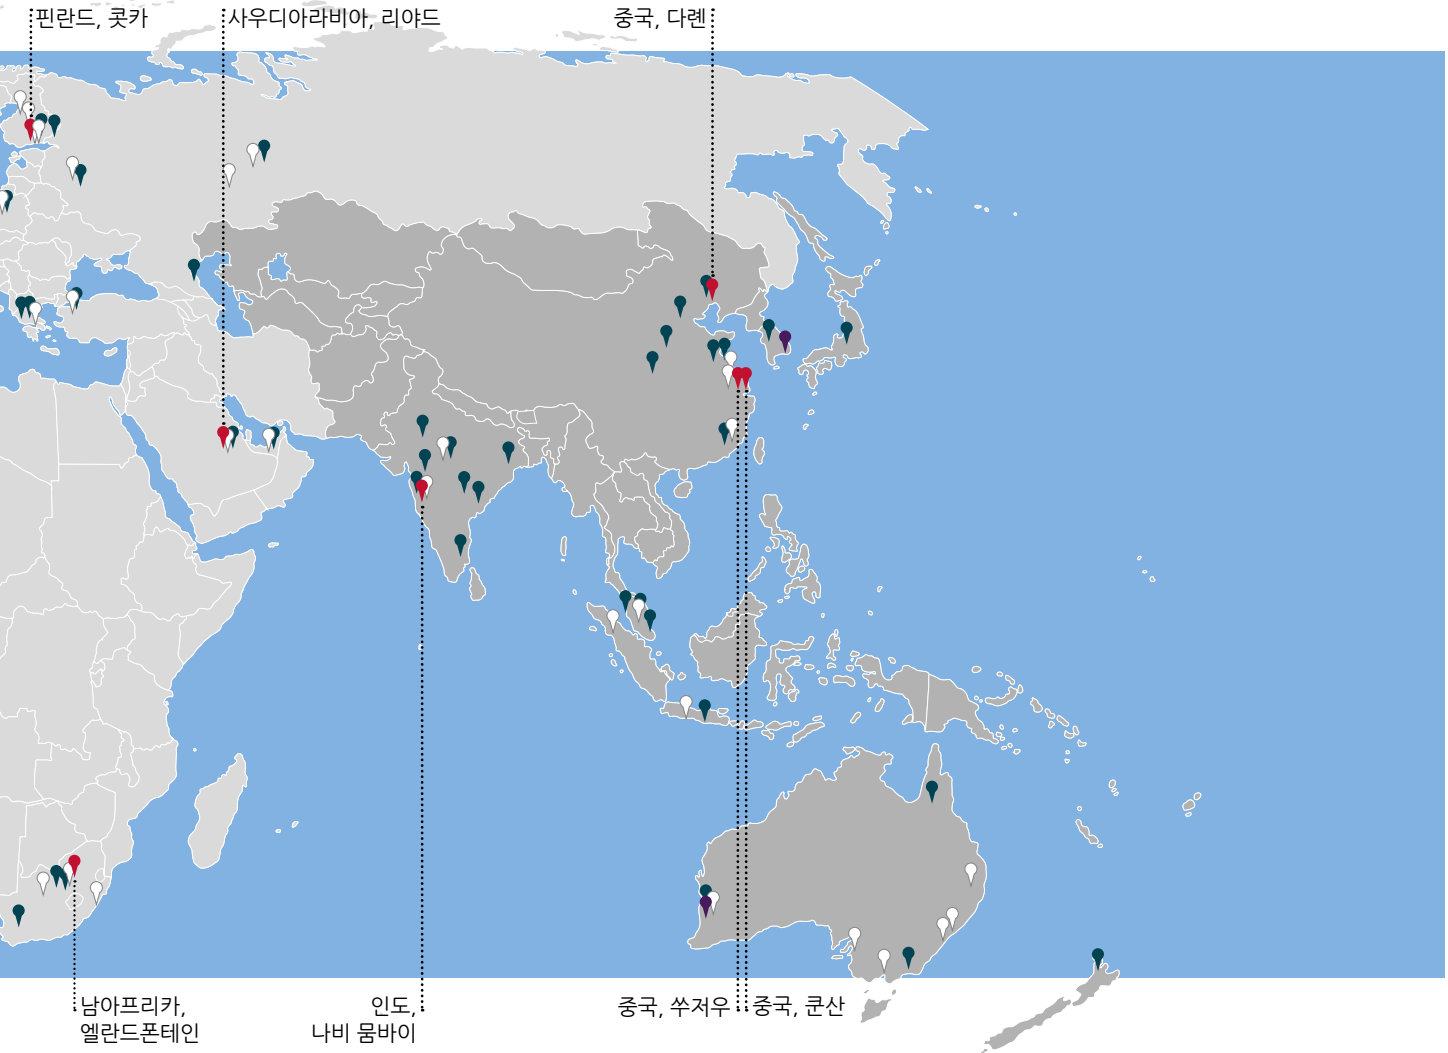 핀란드, 콧카
사우디아라비아, 리야드
중국, 다롄
남아프리카,
엘란드폰테인
인도,
나비 뭄바이
중국, 쑤저우
중국, 쿤산